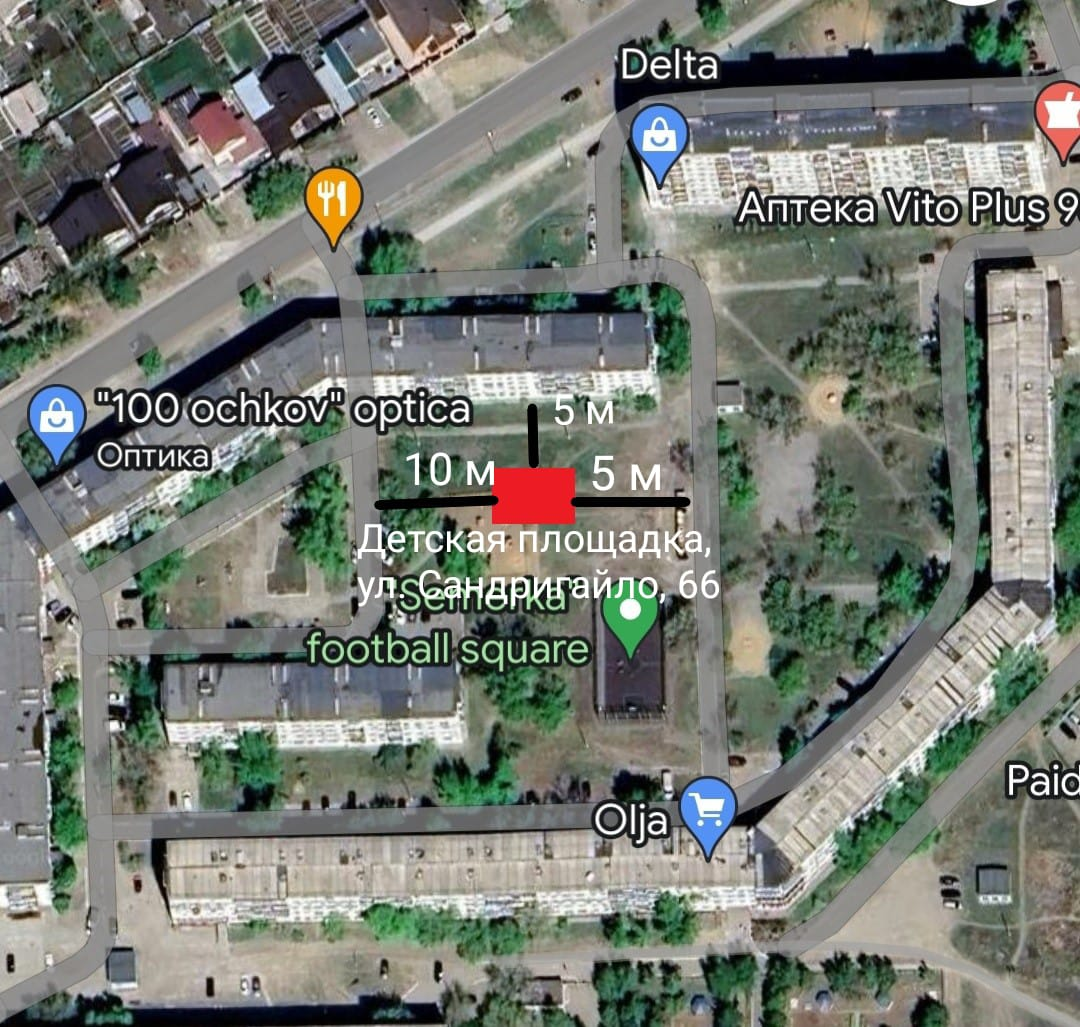 Delta
Аптека Vito Plus 9
"100 ochkov" optica
Оптика
5 м
10 м
5 м
Детская площадка,
ул. Сандригайло, 66
Semerka
football square
Olja
Paid